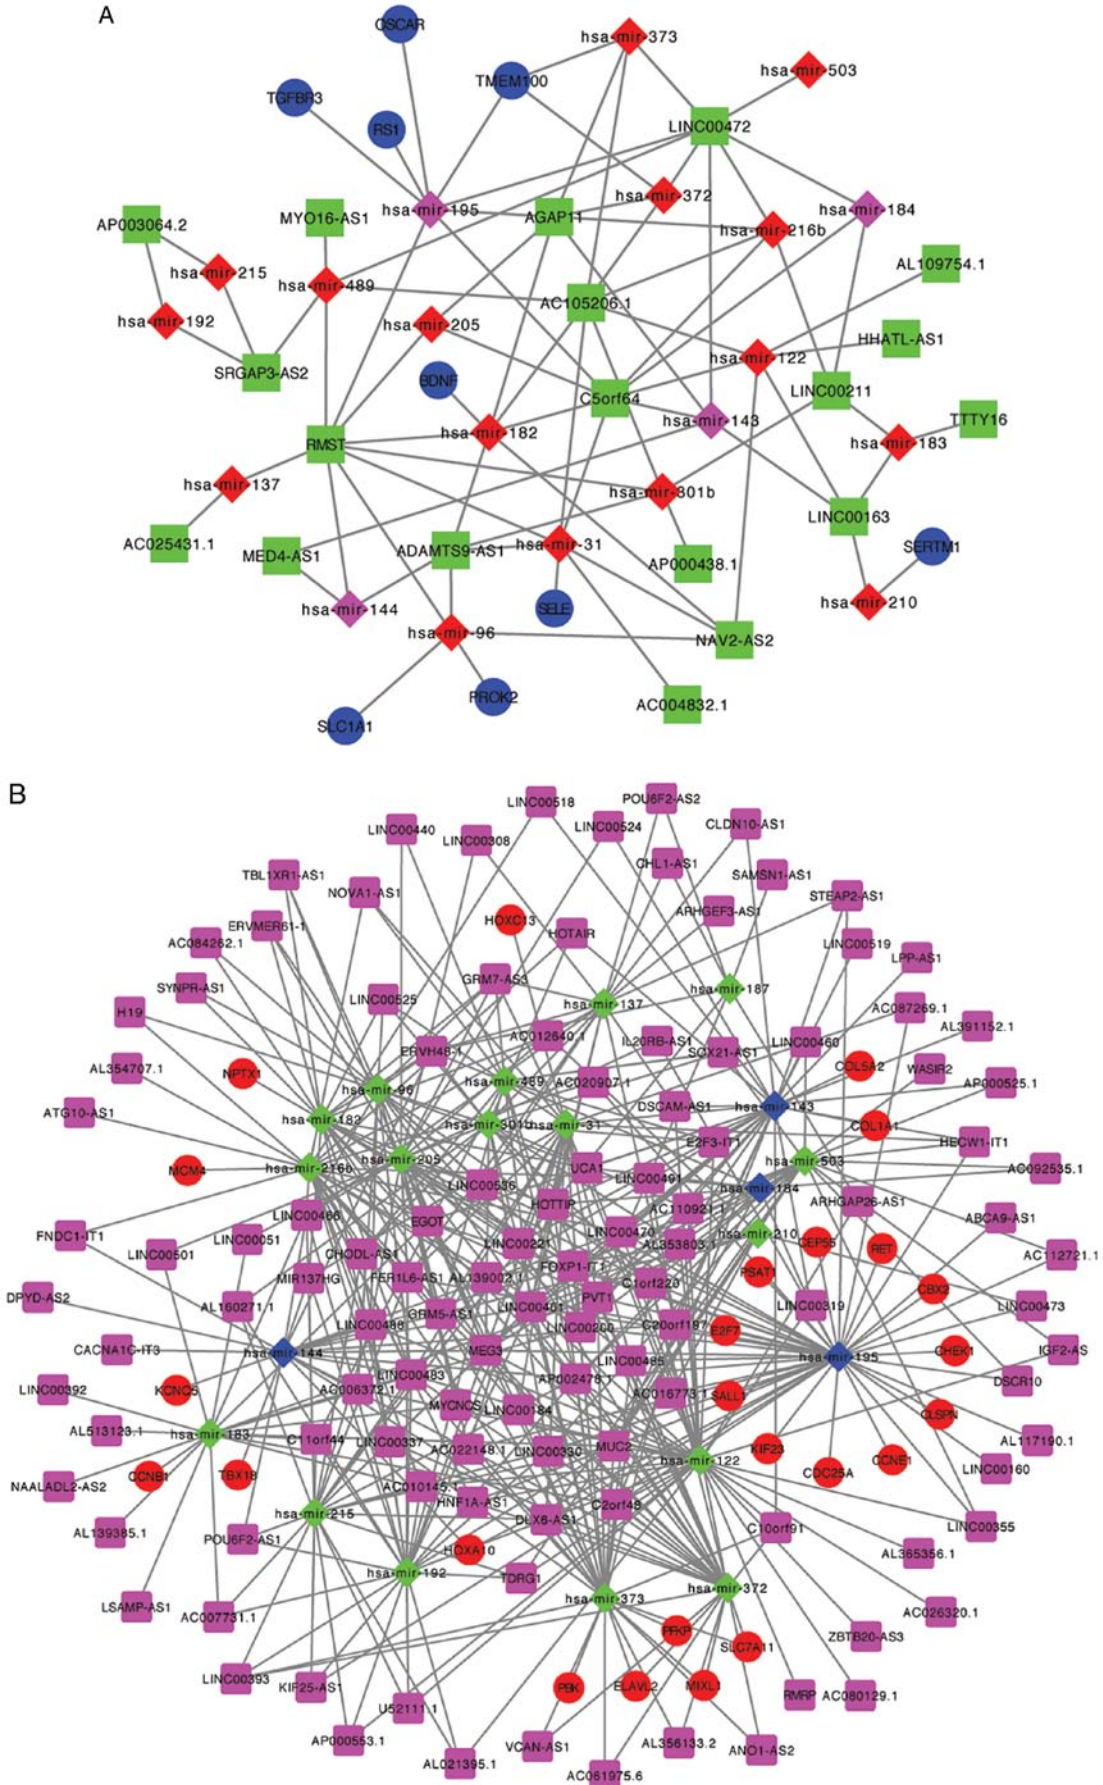 A
OSCAR
hsa-mir-373
hsa-mir-503
TMEM100
TGFBR3
RS1
LINC00472
hsa-mir-372
hsa-mir-195
hsa-mir-184
AP003064.2
MYO16-AS1
AGAP11
hsa-mir-216b
hsa-mir-215
AL109754.1
hsa-mir-489
AC105206.1
hsa-mir-192
hsa-mir-205
HHATL-AS1
hsa-mir-122
SRGAP3-AS2
BDNF
C5orf64
LINC00211
hsa-mir-143
TTTY16
hsa-mir-182
RMST
hsa-mir-183
hsa-mir-137
hsa-mir-301b
LINC00163
AC025431.1
MED4-AS1
ADAMTS9-AS1
hsa-mir-31
SERTM1
AP000438.1
hsa-mir-144
SELE
hsa-mir-210
hsa-mir-96
NAV2-AS2
PROK2
AC004832.1
SLC1A1
B
LINC00518
POU6F2-AS2
LINC00440
LINC00308
LINC00524
CLDN10-AS1
TBL1XR1-AS1
NOVA1-AS1
CHL1-AS1
SAMSN1-AS1
STEAP2-AS1
ERVMER61-1
HOXC13
ARHGEF3-AS1
AC084262.1
HOTAIR
LINC00519
LPP-AS1
SYNPR-AS1
GRM7-AS3
hsa-mir-187
H19
LINC00525
hsa-mir-137
AC087269.1
AL391152.1
AC012640.1
IL20RB-AS1
SOX21-AS1
LINC00460
ERVH48-1
AL354707.1
NPTX1
COL5A2
WASIR2
AP000525.1
hsa-mir-96
hsa-mir-489
AC020907.1
ATG10-AS1
DSCAM-AS1
hsa-mir-143
hsa-mir-182
hsa-mir-301b
hsa-mir-31
COL1A1
E2F3-IT1
HECW1-IT1
MCM4
hsa-mir-216b
hsa-mir-205
UCA1
hsa-mir-503
AC092535.1
LINC00536
LINC00491
hsa-mir-184
ARHGAP26-AS1
HOTTIP
AC110921.1
LINC00466
EGOT
ABCA9-AS1
FNDC1-IT1
LINC00051
LINC00470
hsa-mir-210
LINC00501
CHODL-AS1
LINC00221
AL353803.1
CEP55
RET
AC112721.1
FOXP1-IT1
PSAT1
MIR137HG
FER1L6-AS1
AL139002.1
C1orf220
CBX2
DPYD-AS2
AL160271.1
GRM5-AS1
LINC00461
PVT1
LINC00319
LINC00473
LINC00488
LINC00200
C20orf197
E2F7
CACNA1C-IT3
hsa-mir-144
MEG3
hsa-mir-195
CHEK1
IGF2-AS
LINC00483
LINC00485
LINC00392
KCNQ5
AC006372.1
AP002478.1
DSCR10
AC016773.1
SALL1
MYCNOS
LINC00184
CLSPN
AL513123.1
hsa-mir-183
C11orf44
LINC00337
AC022148.1
LINC00330
MUC2
KIF23
AL117190.1
hsa-mir-122
CCNE1
NAALADL2-AS2
CCNB1
TBX18
CDC25A
LINC00160
AC010145.1
HNF1A-AS1
C2orf48
hsa-mir-215
DLX6-AS1
AL139385.1
POU6F2-AS1
C10orf91
LINC00355
HOXA10
AL365356.1
hsa-mir-192
TDRG1
hsa-mir-372
LSAMP-AS1
hsa-mir-373
AC007731.1
AC026320.1
PFKP
SLC7A11
ZBTB20-AS3
LINC00393
KIF25-AS1
PBK
ELAVL2
MIXL1
RMRP
AC080129.1
U52111.1
AP000553.1
VCAN-AS1
AL356133.2
ANO1-AS2
AL021395.1
AC061975.6